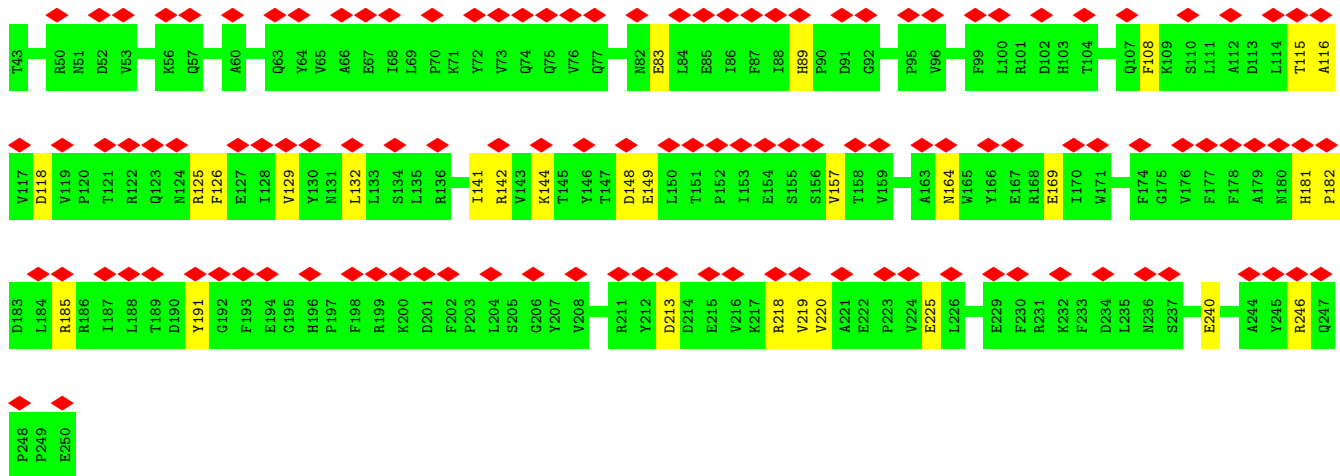 T43 R50 N51 D52 V53 K56 Q57 A60 Q63 Y64 V65 A66 E67 I68 L69 P70 K71 Y72 V73 Q74 Q75 V76 Q77 N82 E83 L84 E85 I86 F87 I88 H89 P90 D91 G92 P95 V96 F99 L100 R101 D102 H103 T104 Q107 F108 K109 S110 L111 A112 D113 L114 T115 A116
V117 D118 V119 P120 T121 R122 Q123 N124 R125 F126 E127 I128 V129 Y130 N131 L132 L133 S134 L135 R136 I141 R142 V143 K144 T145 Y146 T147 D148 E149 L150 T151 P152 I153 E154 S155 S156 V157 T158 V159 A163 N164 W165 Y166 E167 R168 E169 I170 W171 F174 G175 V176 F177 F178 A179 N180 H181 P182
D183 L184 R185 R186 I187 L188 T189 D190 Y191 G192 F193 E194 G195 H196 P197 F198 R199 K200 D201 F202 P203 L204 S205 G206 Y207 V208 R211 Y212 D213 D214 E215 V216 K217 R218 V219 V220 A221 E222 P223 V224 E225 L226 E229 F230 R231 K232 F233 D234 L235 N236 S237 E240 A244 Y245 R246 Q247
P248 P249 E250